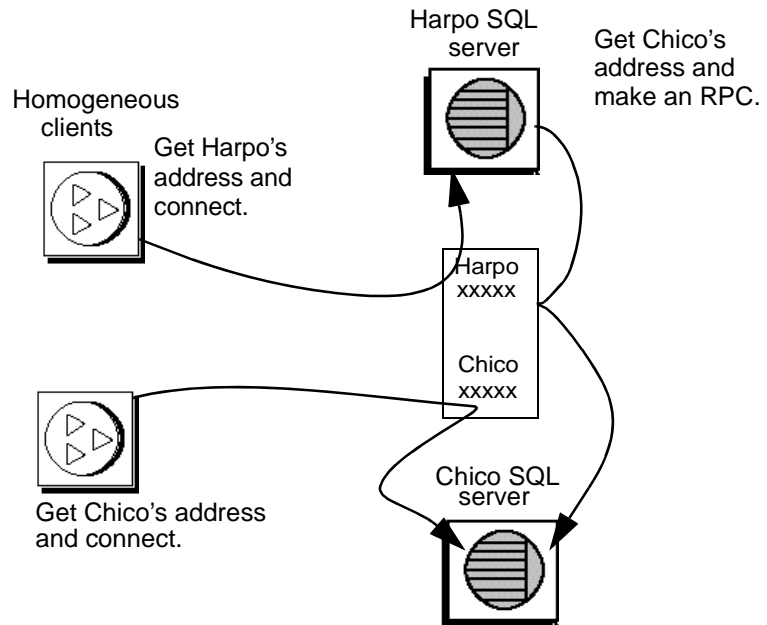 Harpo SQL
server
Get Chico’s
address and
make an RPC.
Homogeneous
clients
Get Harpo’s
address and
connect.
Harpo
xxxxx
Chico
xxxxx
Get Chico’s address
and connect.
Chico SQL
server